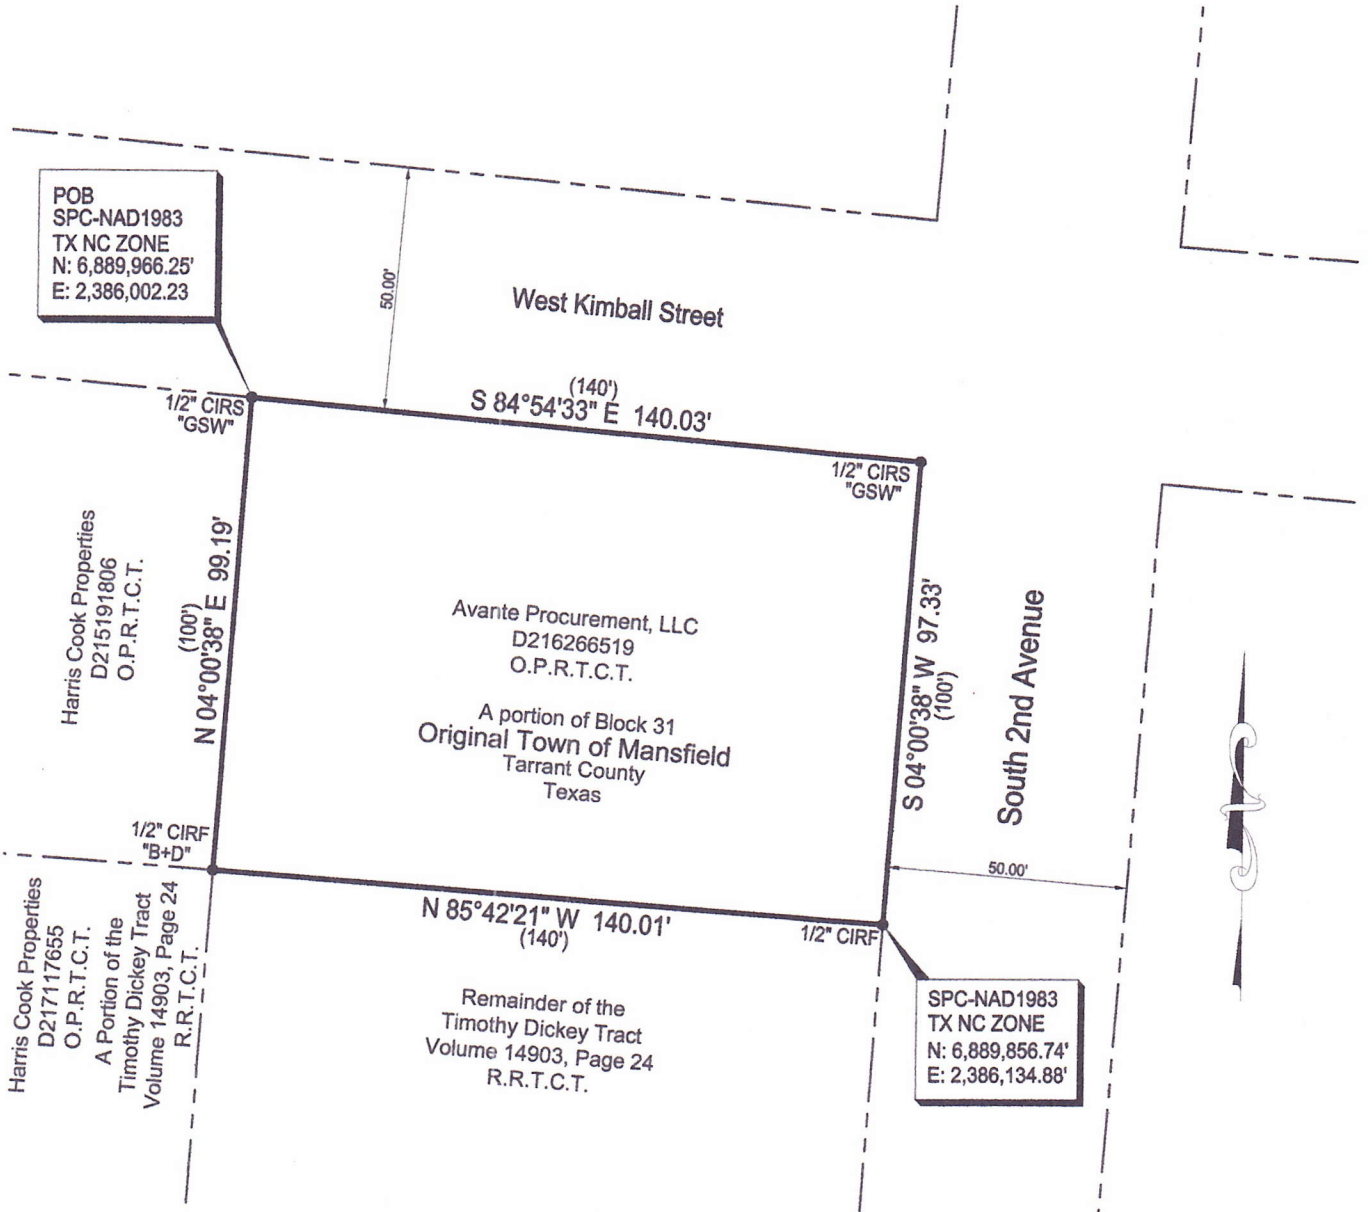 POB
SPC-NAD1983
TX NC ZONE
N: 6,889,966.25'
E: 2,386,002.23
50.00'
West Kimball Street
(140')
S 84°54'33" E 140.03'
1/2" CIRS
"GSW"
1/2" CIRS
"GSW"
Harris Cook Properties
D215191806
O.P.R.T.C.T.
(100')
N 04°00'38" E 99.19'
Avante Procurement, LLC
D216266519
O.P.R.T.C.T.
A portion of Block 31
Original Town of Mansfield
Tarrant County
Texas
S 04°00'38" W 97.33'
(100')
South 2nd Avenue
1/2" CIRF
"B+D"
50.00'
N 85°42'21" W 140.01'
(140')
1/2" CIRF
Harris Cook Properties
D217117655
O.P.R.T.C.T.
A Portion of the
Timothy Dickey Tract
Volume 14903, Page 24
R.R.T.C.T.
Remainder of the
Timothy Dickey Tract
Volume 14903, Page 24
R.R.T.C.T.
SPC-NAD1983
TX NC ZONE
N: 6,889,856.74'
E: 2,386,134.88'